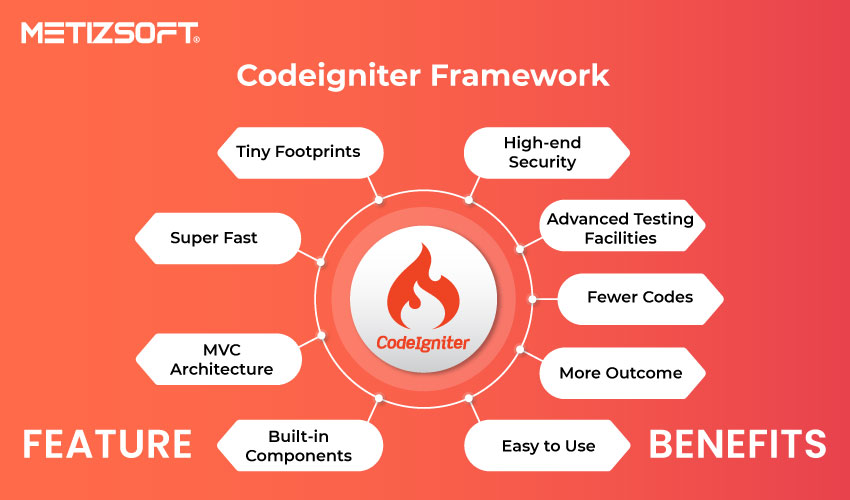 METIZSOFT®
Codeigniter Framework
Tiny Footprints
Super Fast
MVC
Architecture
Built-in
Components
High-end
Security
Advanced Testing
Facilities
Fewer Codes
More Outcome
Easy to Use
CodeIgniter
FEATURE
BENEFITS